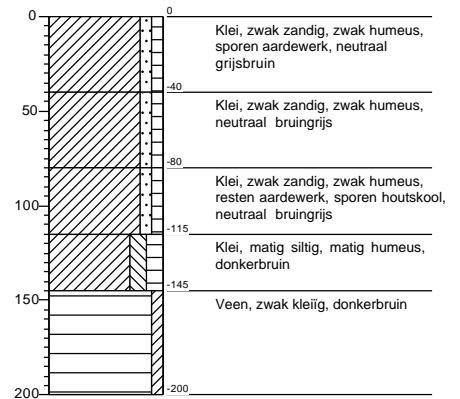 0
0
Klei, zwak zandig, zwak humeus,
sporen aardewerk, neutraal
grijsbruin
-40
50
Klei, zwak zandig, zwak humeus,
neutraal bruingrijs
-80
Klei, zwak zandig, zwak humeus,
resten aardewerk, sporen houtskool,
neutraal bruingrijs
100
-115
Klei, matig siltig, matig humeus,
donkerbruin
-145
150
Veen, zwak kleiïg, donkerbruin
200
-200